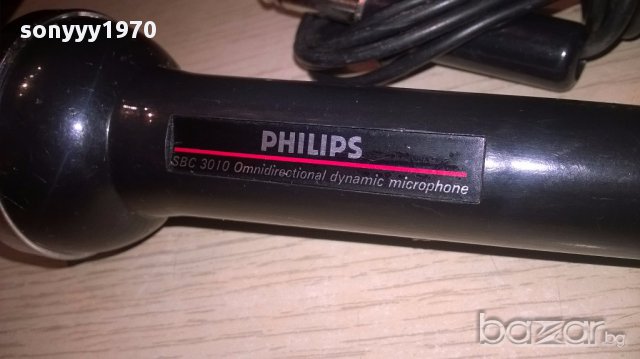 sonyyy1970
PHILIPS
SBC 3010 Omnidirectional dynamic microphone
bazar.bg